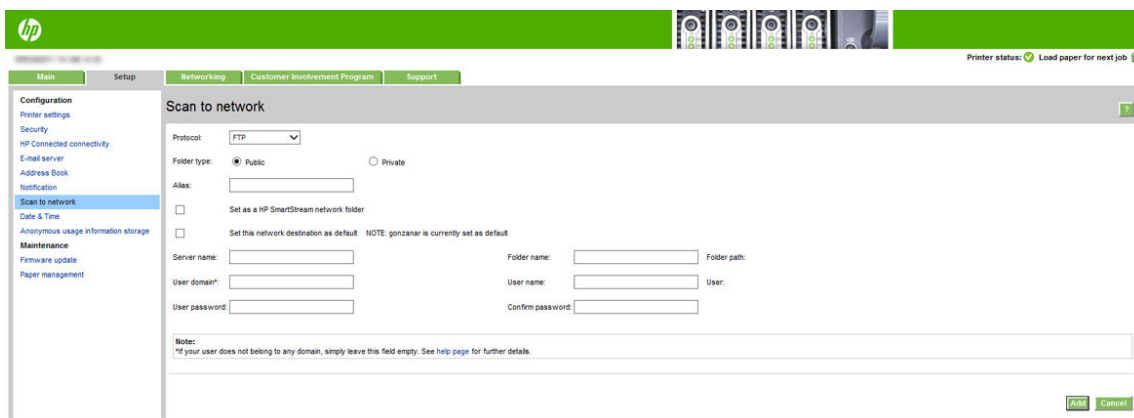 hp
Printer status: Load paper for next job
Main Setup Networking Customer Involvement Program Support
Configuration
Printer settings
Security
HP Connected connectivity
E-mail server
Address Book
Notification
Scan to network
Date & Time
Anonymous usage information storage
Maintenance
Firmware update
Paper management
Scan to network
?
Protocol: FTP
Folder type: Public Private
Alias:
Set as a HP SmartStream network folder
Set this network destination as default NOTE: gonzanar is currently set as default
Server name: Folder name: Folder path:
User domain*: User name: User:
User password: Confirm password:
Note:
*If your user does not belong to any domain, simply leave this field empty. See help page for further details.
Add Cancel